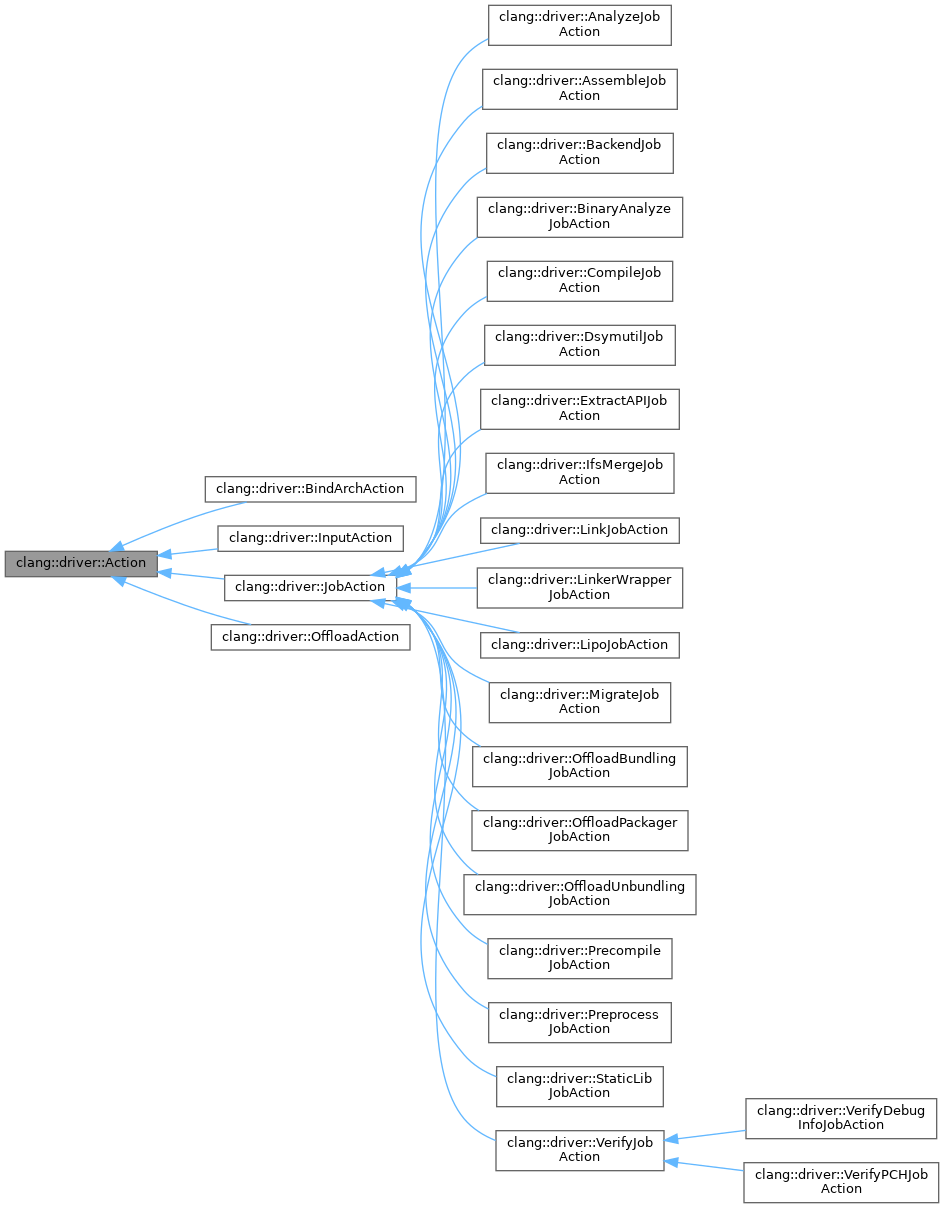 clang::driver::Action
clang::driver::BindArchAction
clang::driver::InputAction
clang::driver::JobAction
clang::driver::OffloadAction
clang::driver::AnalyzeJob
Action
clang::driver::AssembleJob
Action
clang::driver::BackendJob
Action
clang::driver::BinaryAnalyze
JobAction
clang::driver::CompileJob
Action
clang::driver::DsymutilJob
Action
clang::driver::ExtractAPIJob
Action
clang::driver::IfsMergeJob
Action
clang::driver::LinkJobAction
clang::driver::LinkerWrapper
JobAction
clang::driver::LipoJobAction
clang::driver::MigrateJob
Action
clang::driver::OffloadBundling
JobAction
clang::driver::OffloadPackager
JobAction
clang::driver::OffloadUnbundling
JobAction
clang::driver::Precompile
JobAction
clang::driver::Preprocess
JobAction
clang::driver::StaticLib
JobAction
clang::driver::VerifyJob
Action
clang::driver::VerifyDebug
InfoJobAction
clang::driver::VerifyPCHJob
Action